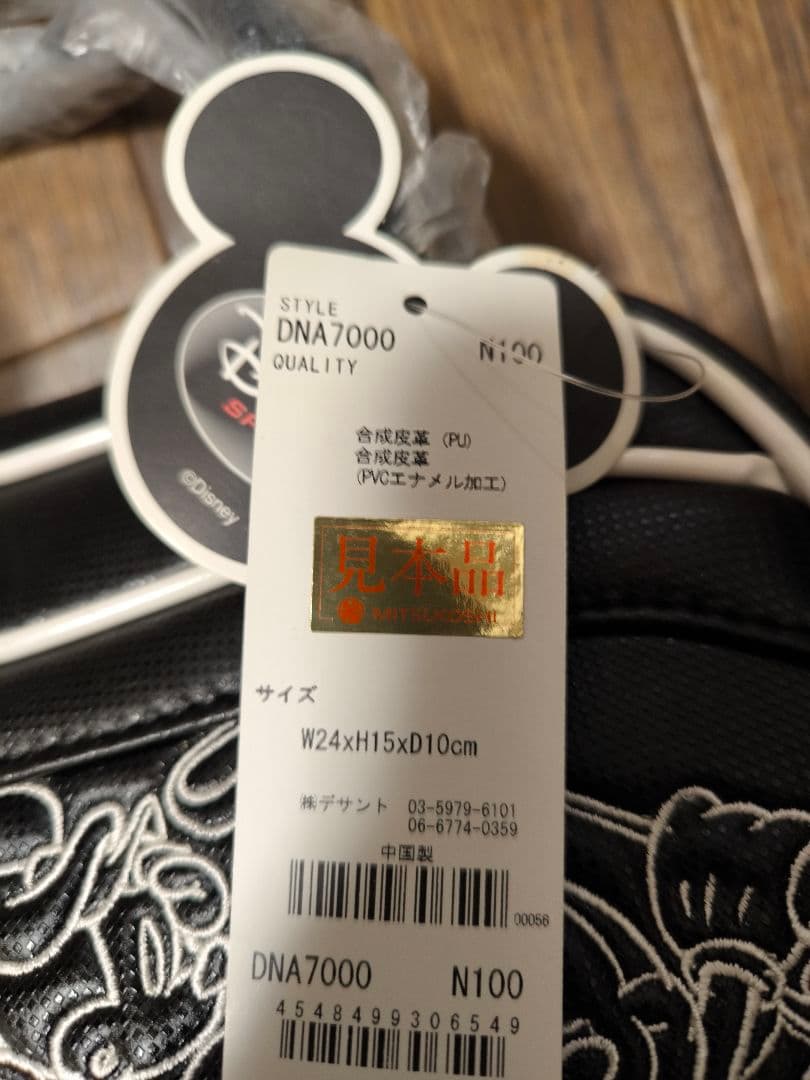 ©Disney
STYLE
DNA7000 N100
QUALITY
合成皮革 (PU)
合成皮革
(PVCエナメル加工)
見本品
MITSUKOSHI
サイズ
W24xH15xD10cm
㈱デサント 03-5979-6101
06-6774-0359
中国製
00056
DNA7000 N100
4548499306549